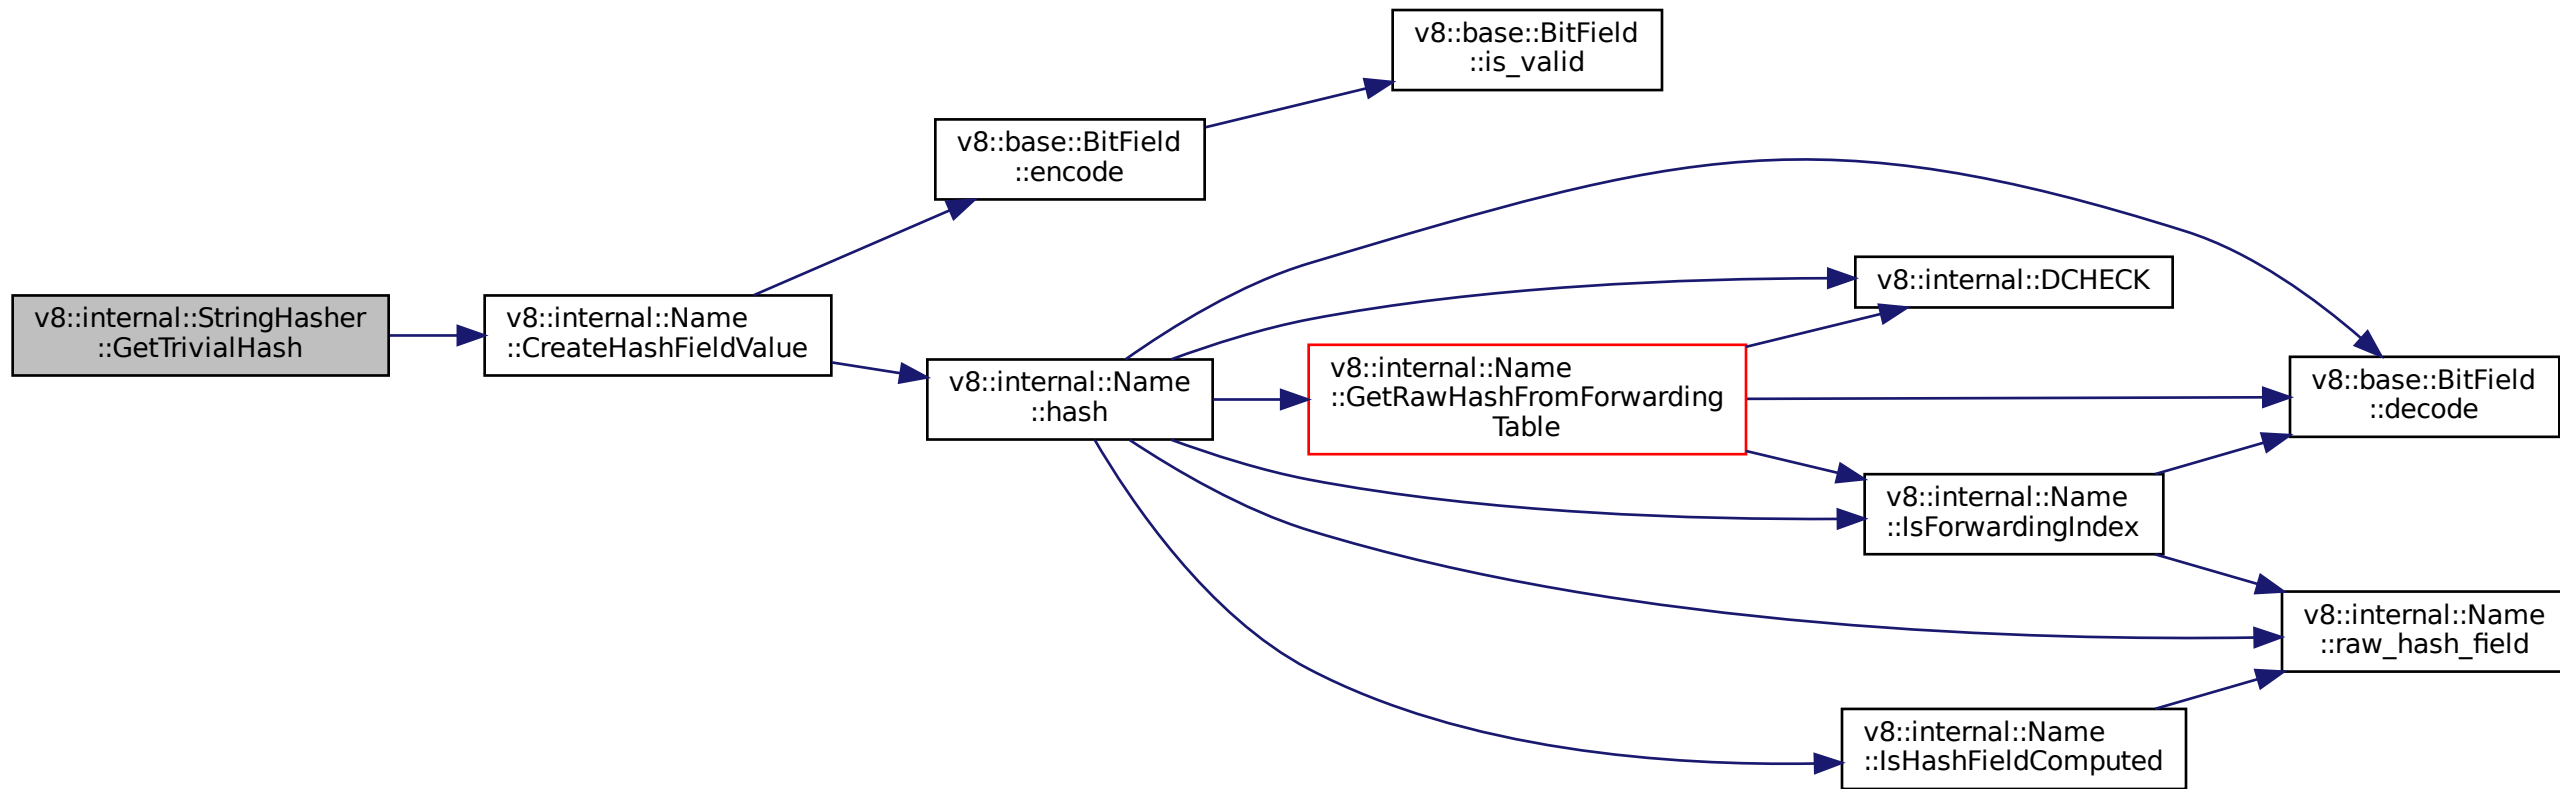 v8::internal::StringHasher
::GetTrivialHash
v8::internal::Name
::CreateHashFieldValue
v8::base::BitField
::encode
v8::base::BitField
::is_valid
v8::internal::Name
::hash
v8::internal::DCHECK
v8::internal::Name
::GetRawHashFromForwarding
Table
v8::base::BitField
::decode
v8::internal::Name
::IsForwardingIndex
v8::internal::Name
::raw_hash_field
v8::internal::Name
::IsHashFieldComputed